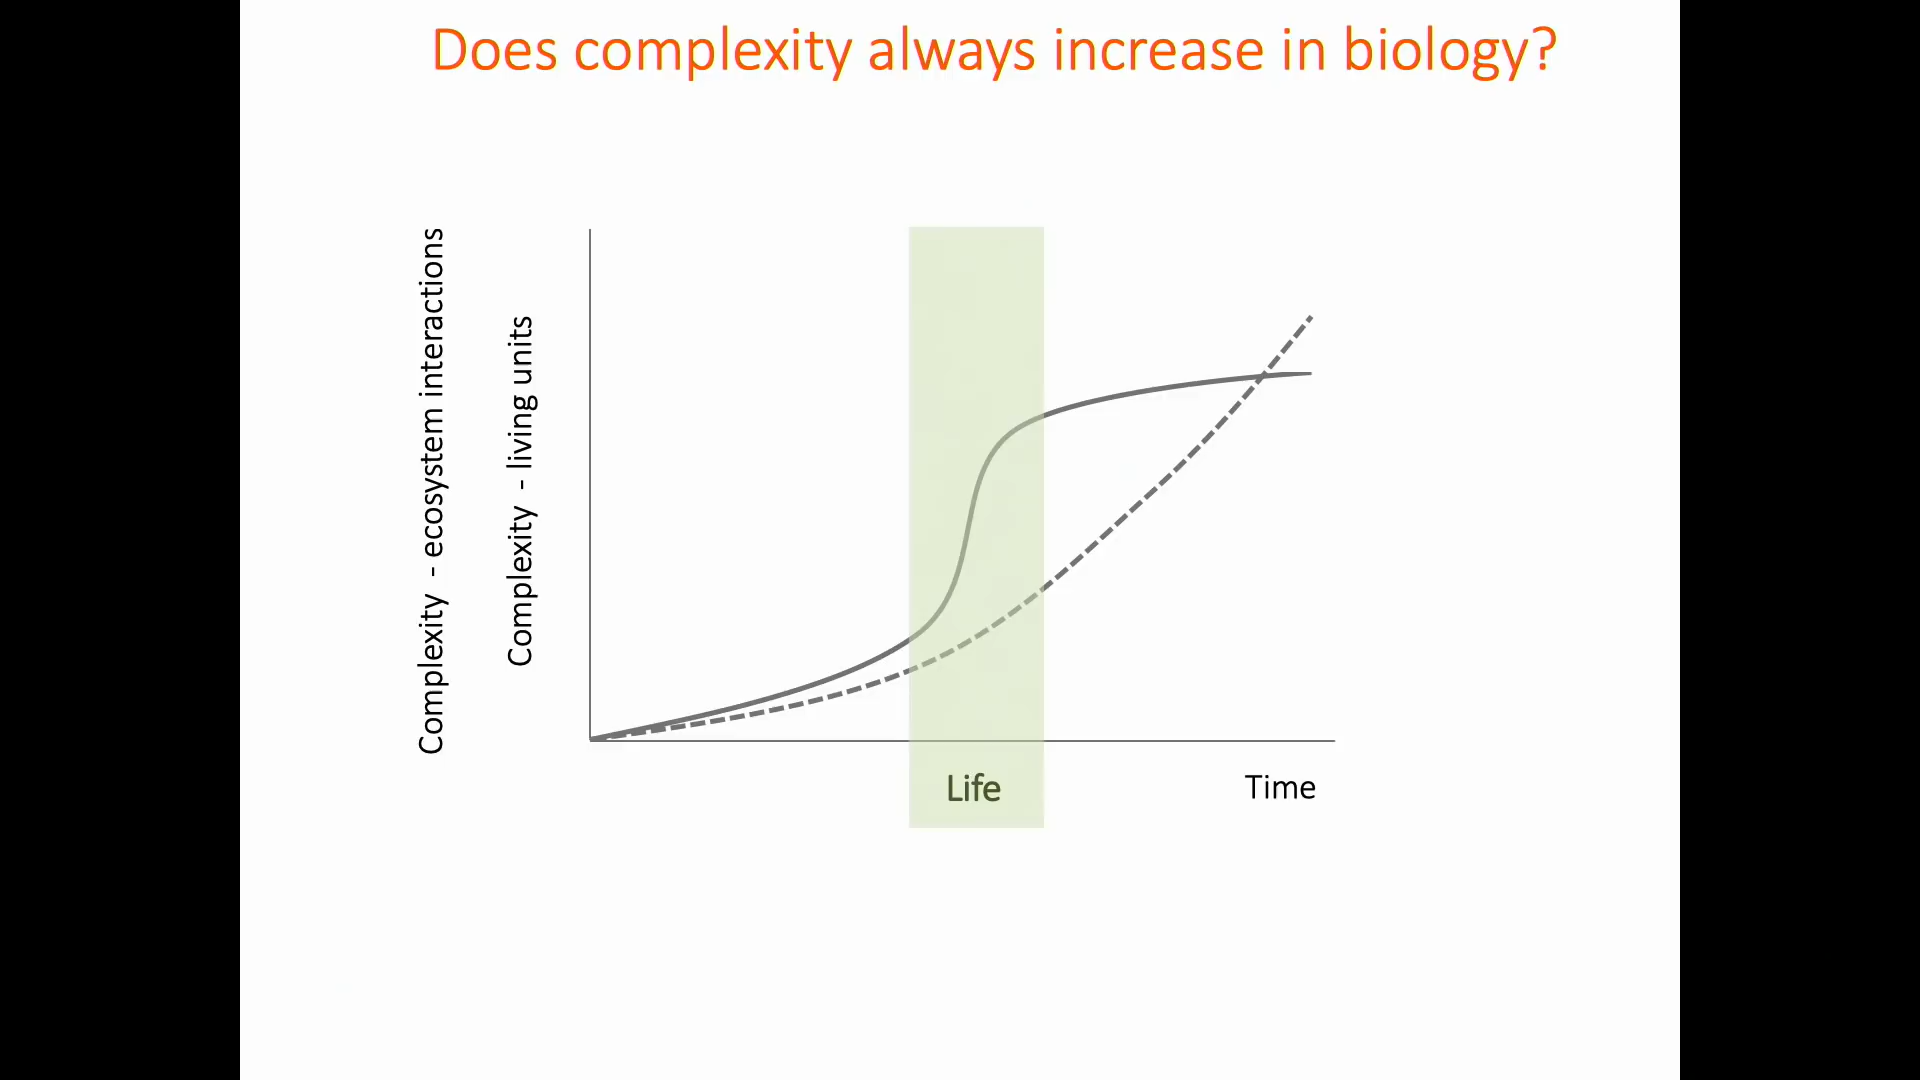 Does complexity always increase in biology?
Complexity - ecosystem interactions
Complexity - living units
Life
Time